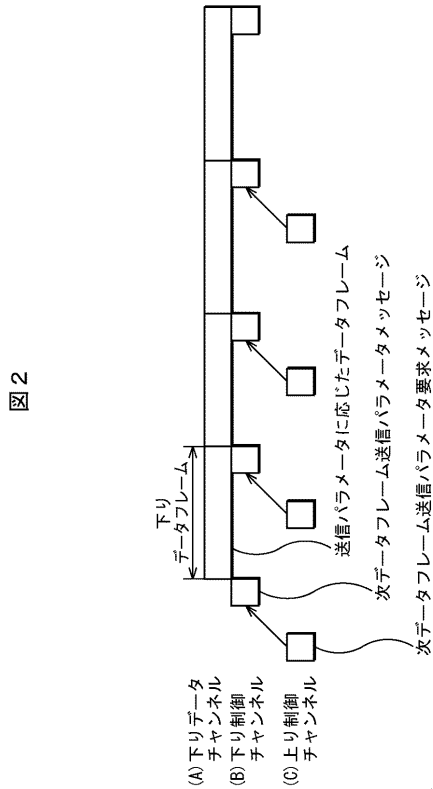 図2
下り
データフレーム
(A)下りデータ
チャンネル
(B)下り制御
チャンネル
(C)上り制御
チャンネル
送信パラメータに応じたデータフレーム
次データフレーム送信パラメータメッセージ
次データフレーム送信パラメータ要求メッセージ